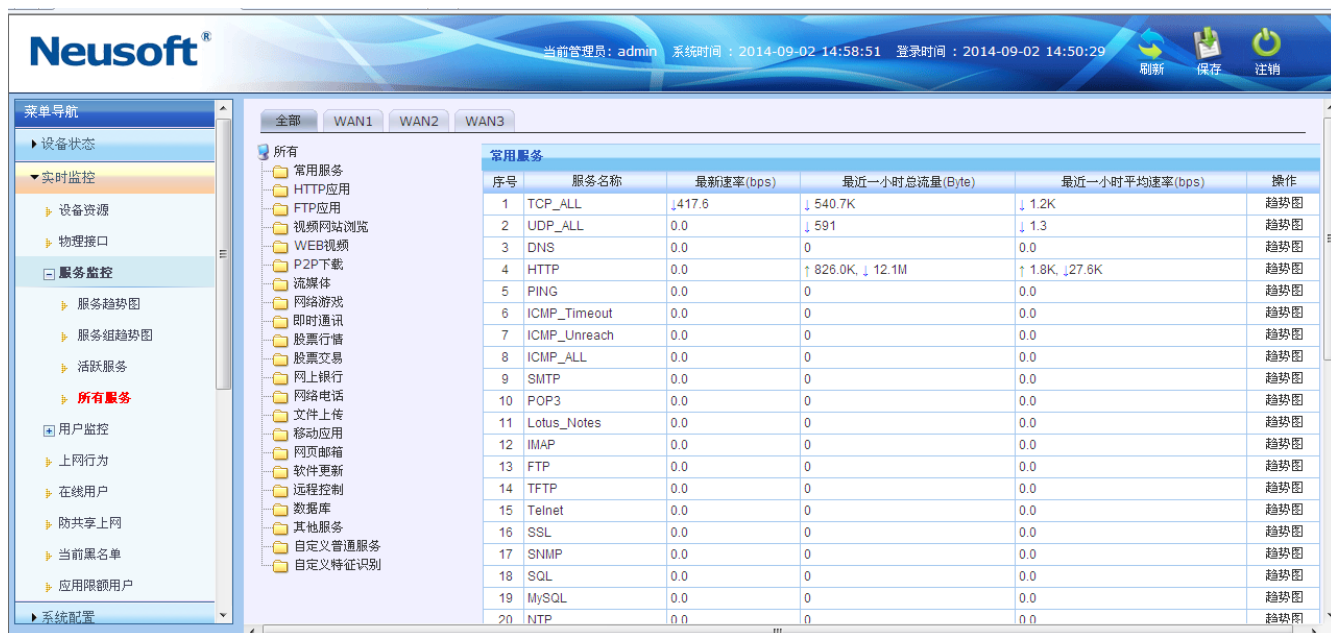 Neusoft®
当前管理员: admin 系统时间 : 2014-09-02 14:58:51 登录时间 : 2014-09-02 14:50:29
刷新 保存 注销
菜单导航
设备状态
实时监控
设备资源
物理接口
服务监控
服务趋势图
服务组趋势图
活跃服务
所有服务
用户监控
上网行为
在线用户
防共享上网
当前黑名单
应用限额用户
系统配置
全部 WAN1 WAN2 WAN3
所有
常用服务
HTTP应用
FTP应用
视频网站浏览
WEB视频
P2P下载
流媒体
网络游戏
即时通讯
股票行情
股票交易
网上银行
网络电话
文件上传
移动应用
网页邮箱
软件更新
远程控制
数据库
其他服务
自定义普通服务
自定义特征识别
常用服务
序号 服务名称 最新速率(bps) 最近一小时总流量(Byte) 最近一小时平均速率(bps) 操作
1 TCP_ALL ↓417.6 ↓ 540.7K ↓ 1.2K 趋势图
2 UDP_ALL 0.0 ↓ 591 ↓ 1.3 趋势图
3 DNS 0.0 0 0.0 趋势图
4 HTTP 0.0 ↑ 826.0K, ↓ 12.1M ↑ 1.8K, ↓27.6K 趋势图
5 PING 0.0 0 0.0 趋势图
6 ICMP_Timeout 0.0 0 0.0 趋势图
7 ICMP_Unreach 0.0 0 0.0 趋势图
8 ICMP_ALL 0.0 0 0.0 趋势图
9 SMTP 0.0 0 0.0 趋势图
10 POP3 0.0 0 0.0 趋势图
11 Lotus_Notes 0.0 0 0.0 趋势图
12 IMAP 0.0 0 0.0 趋势图
13 FTP 0.0 0 0.0 趋势图
14 TFTP 0.0 0 0.0 趋势图
15 Telnet 0.0 0 0.0 趋势图
16 SSL 0.0 0 0.0 趋势图
17 SNMP 0.0 0 0.0 趋势图
18 SQL 0.0 0 0.0 趋势图
19 MySQL 0.0 0 0.0 趋势图
20 NTP 0.0 0 0.0 趋势图